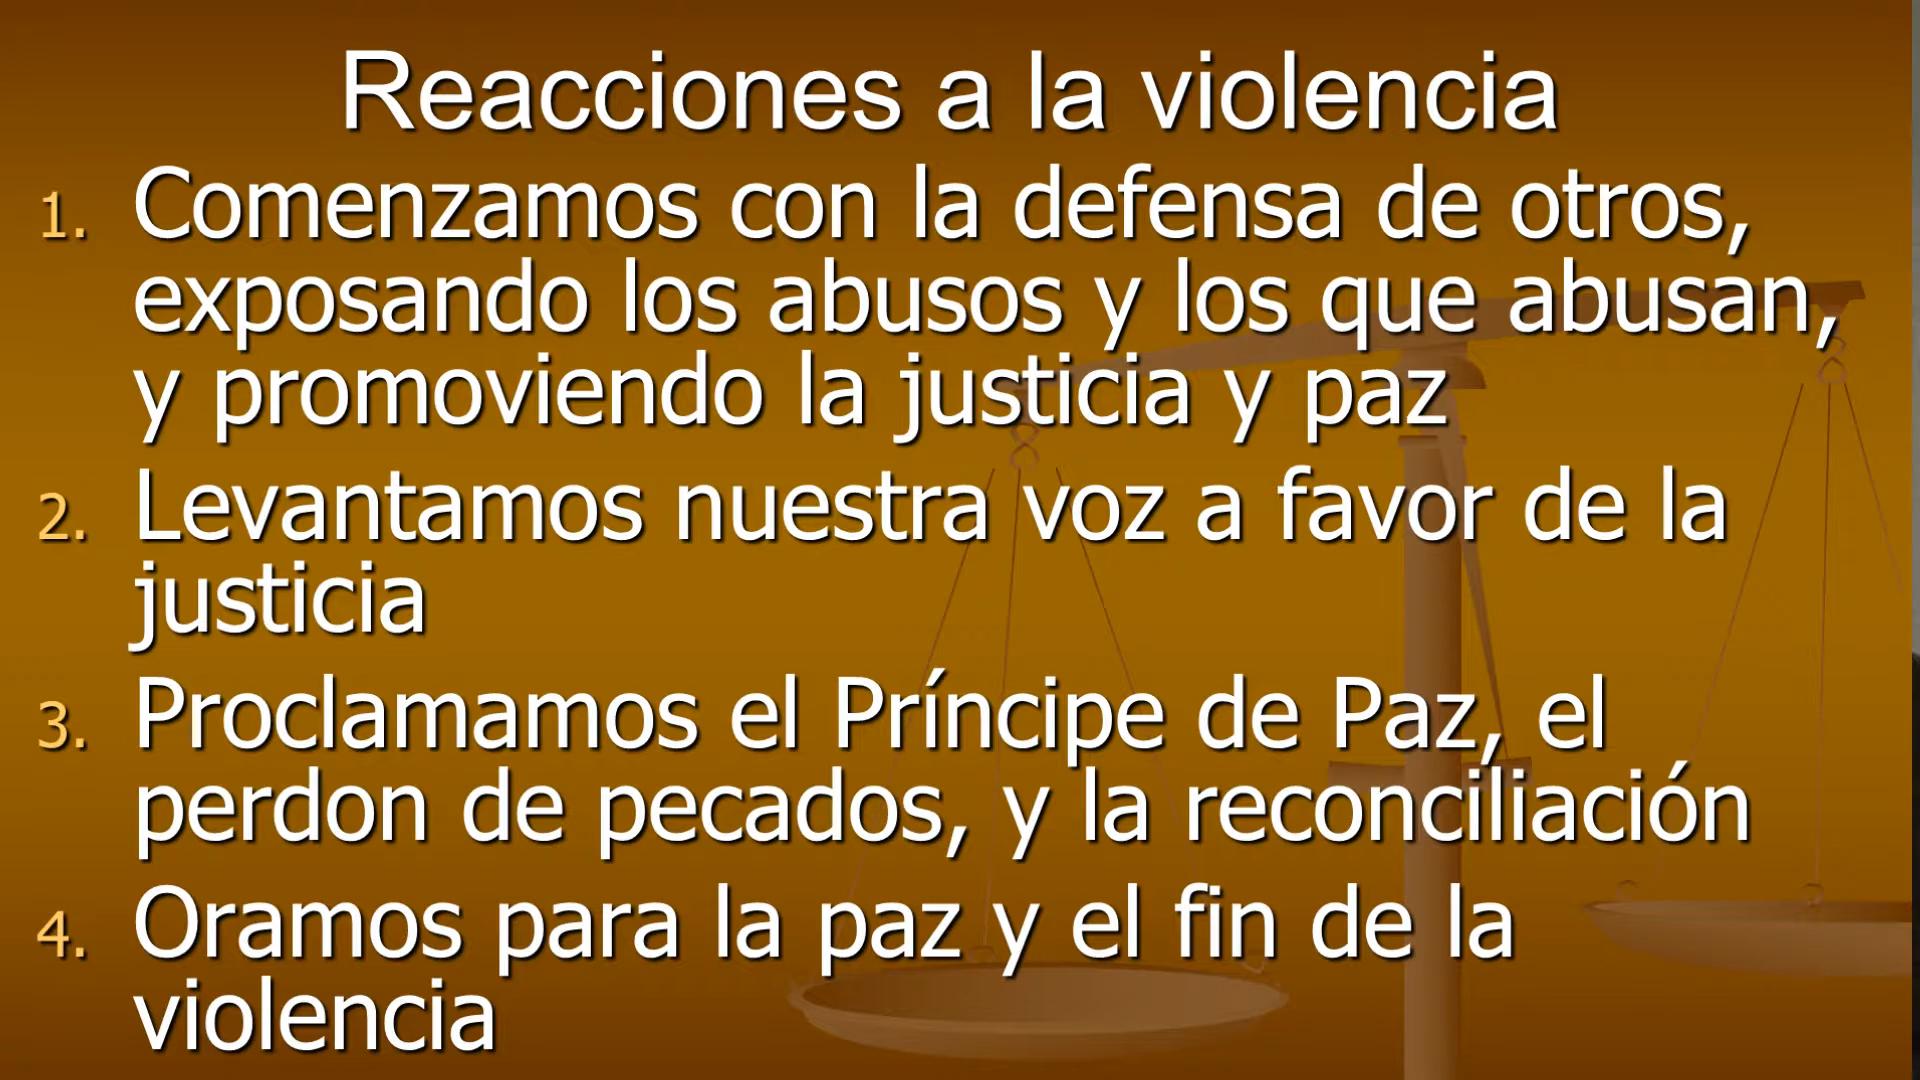 Reacciones a la violencia
1. Comenzamos con la defensa de otros,
exposando los abusos y los que abusan,
y promoviendo la justicia y paz
2. Levantamos nuestra voz a favor de la
justicia
3. Proclamamos el Príncipe de Paz, el
perdon de pecados, y la reconciliación
4. Oramos para la paz y el fin de la
violencia